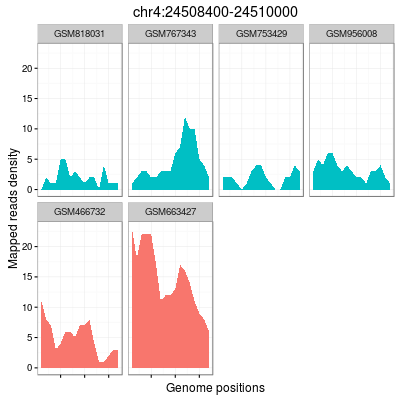 chr4:24508400-24510000
GSM818031 GSM767343 GSM753429 GSM956008
20
15
10
5
0
GSM466732 GSM663427
20
15
10
5
0
Mapped reads density
Genome positions